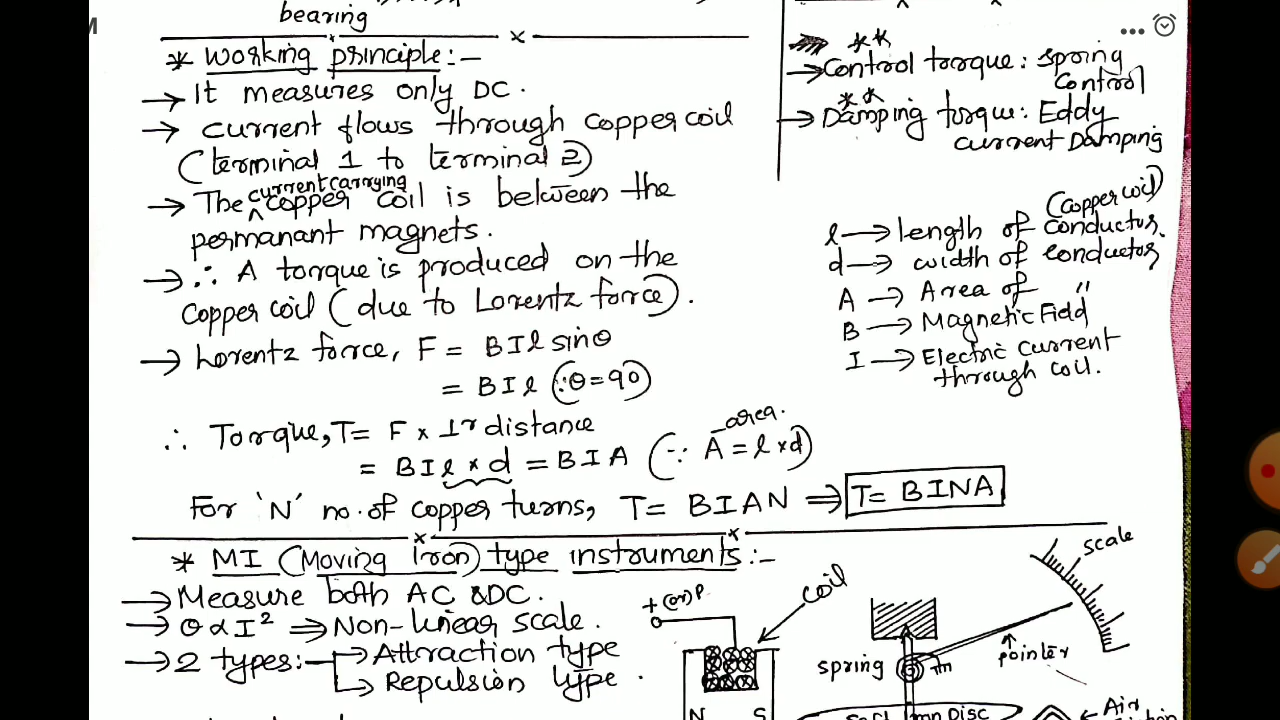 bearing
* Working principle:-
→ It measures only DC.
→ current flows through copper coil
(terminal 1 to terminal 2)
→ The current carrying copper coil is between the
permanant magnets.
→ ∴ A torque is produced on the
copper coil (due to Lorentz force).
→ Lorentz force, F = BIl sinθ
= BIl (∵θ=90)
∴ Torque, T= F x ⊥r distance
= BIl x d = BIA (∵ A = l x d)
area.
For 'N' no. of copper turns, T= BIAN ⇒ T= BINA
** 
→ Control torque: spring
control
**
→ Damping torque: Eddy
current Damping
(copper coil)
l → length of conductor.
d → width of conductor
A → Area of "
B → Magnetic Field
I → Electric current
through coil.
* MI (Moving Iron) type instruments:-
→ Measure both AC & DC.
→ θ ∝ I² ⇒ Non-linear scale.
→ 2 types:- → Attraction type
→ Repulsion type.
+ (or) P
coil
N S
scale
spring
pointer
Disc
Air